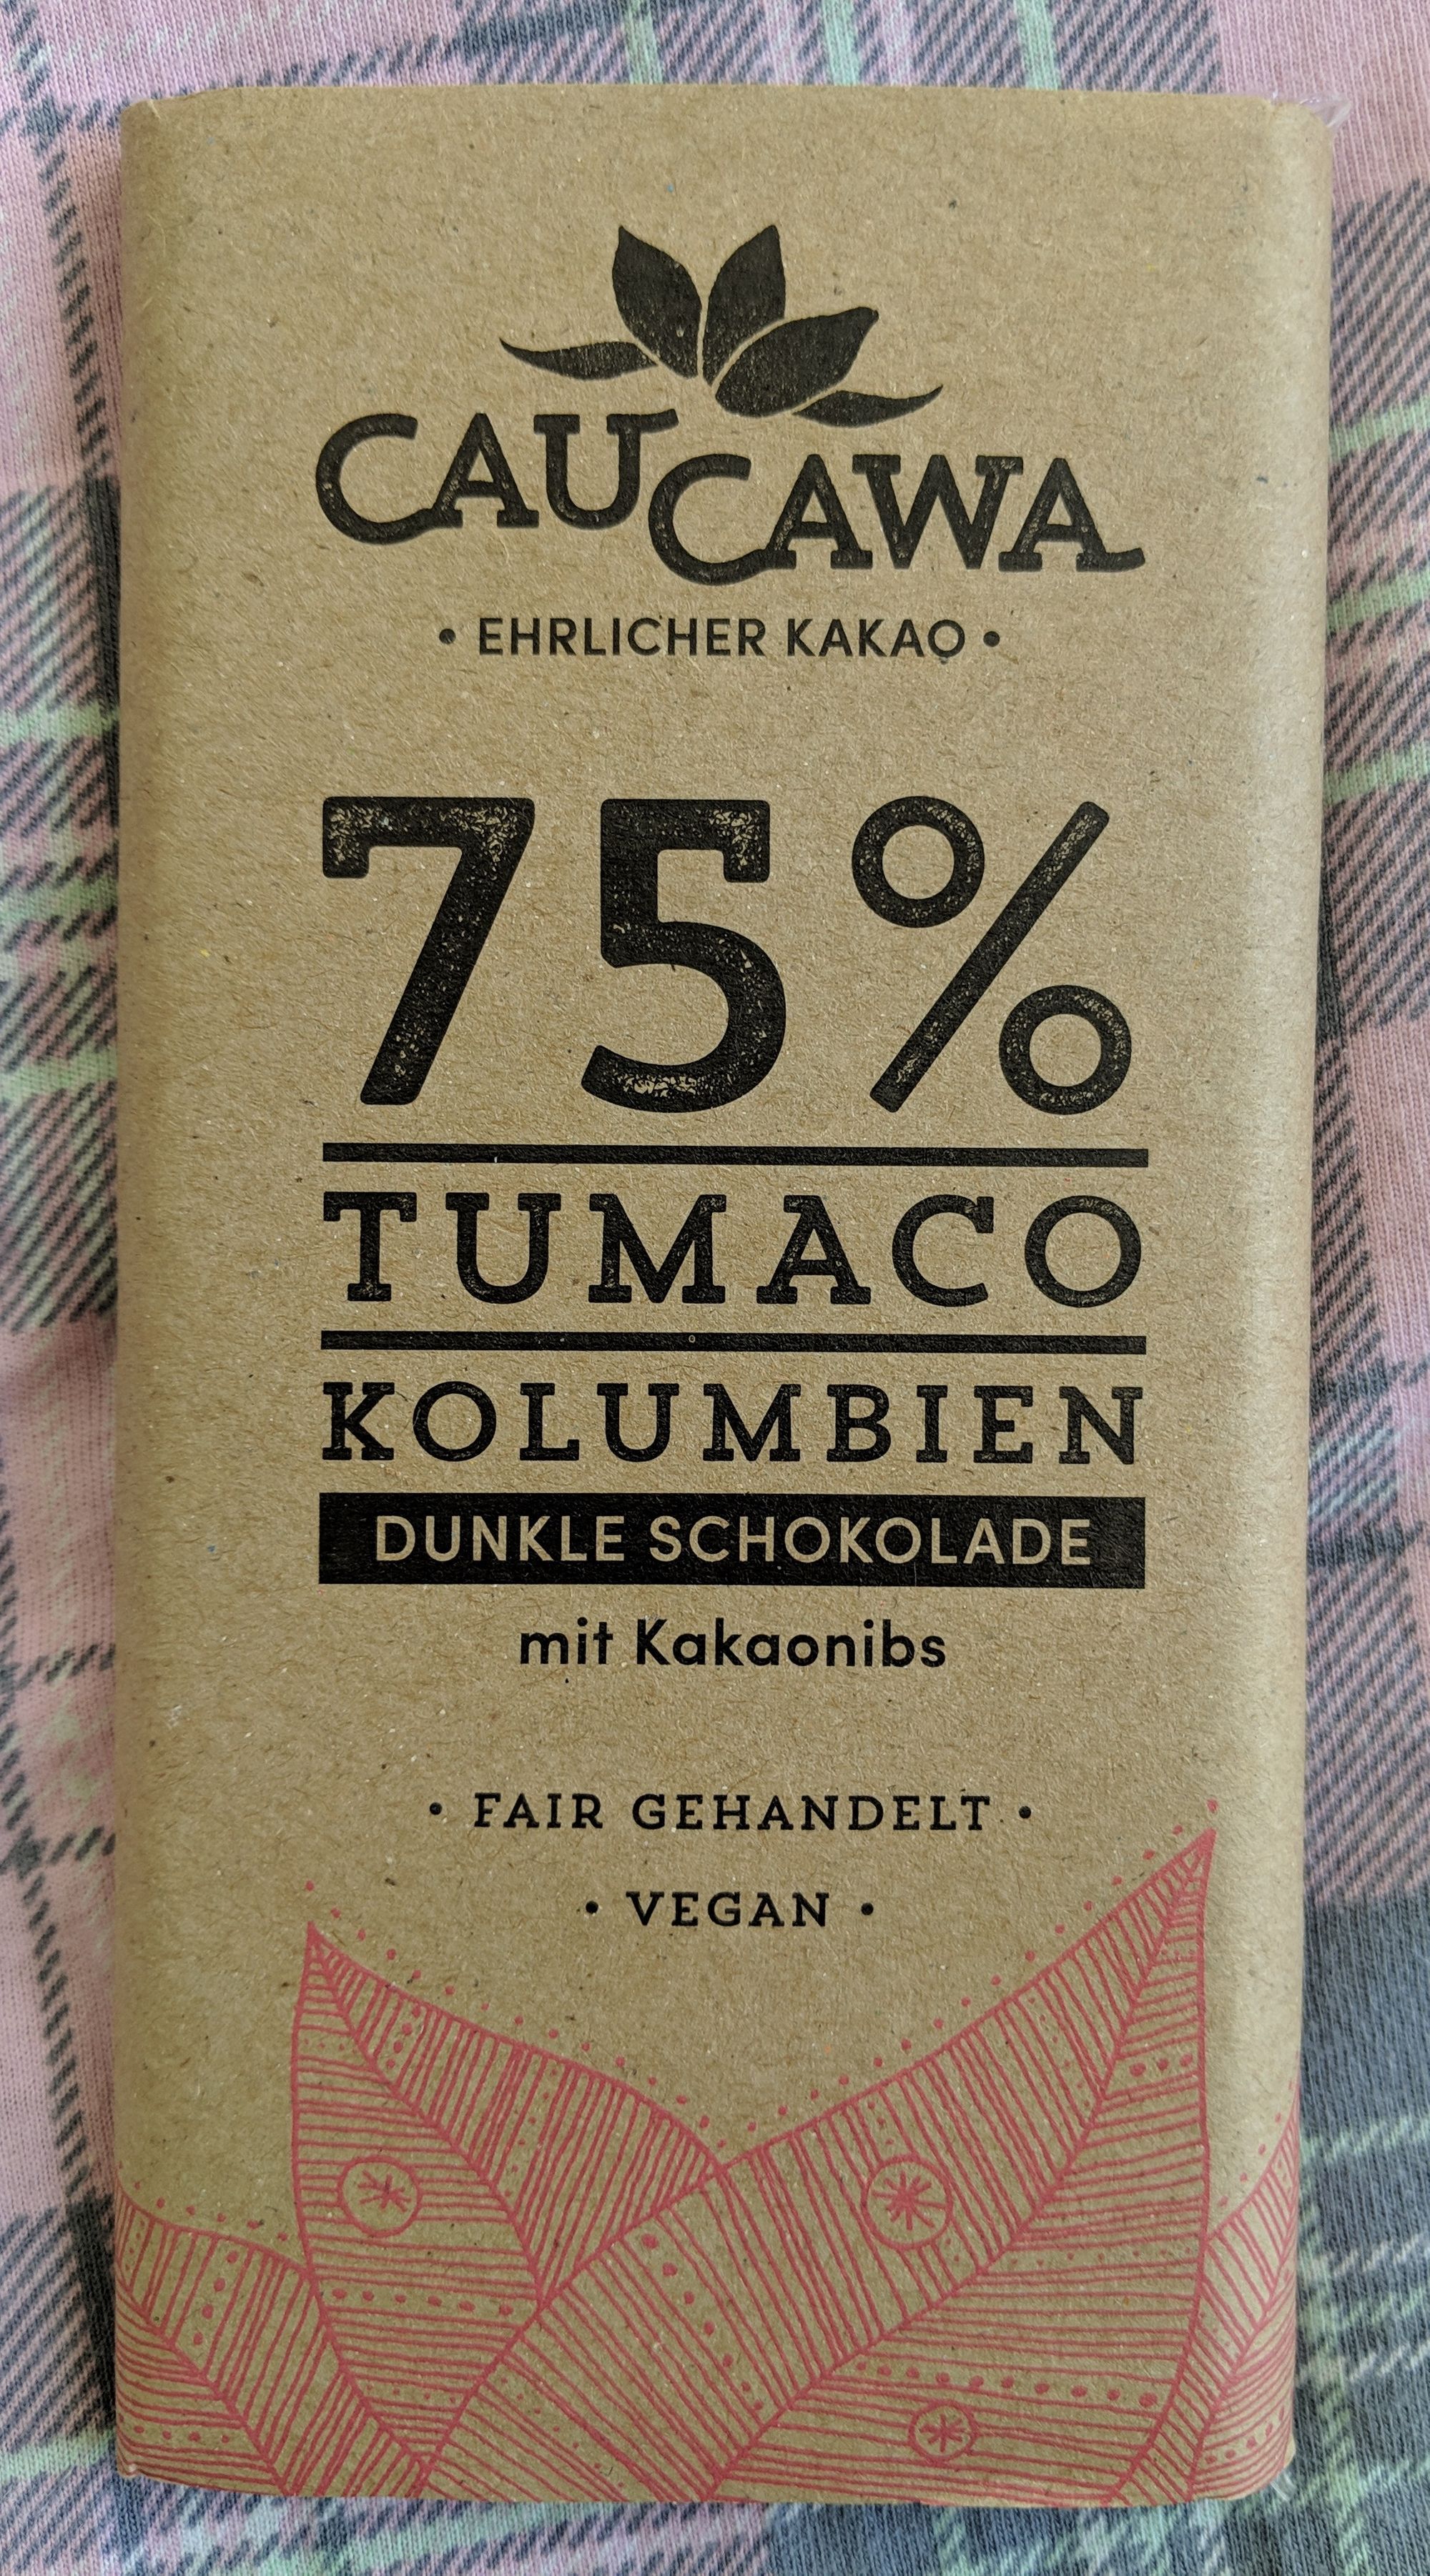 CAUCAWA
• EHRLICHER KAKAO •
75%
TUMACO
KOLUMBIEN
DUNKLE SCHOKOLADE
mit Kakaonibs
• FAIR GEHANDELT •
• VEGAN •